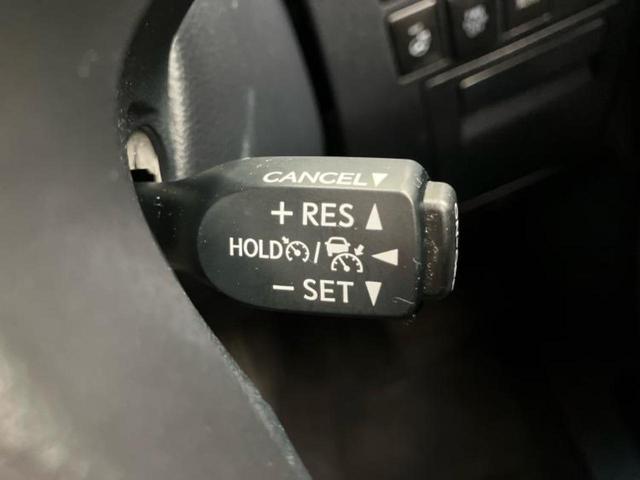 CANCEL▼
+ RES ▲
HOLD / ◀
− SET ▼